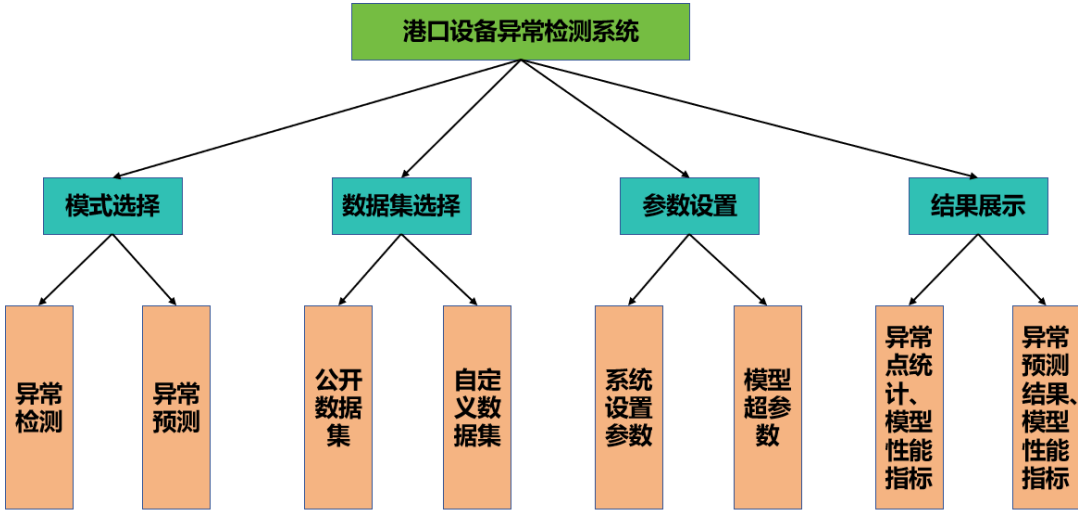 港口设备异常检测系统
模式选择
数据集选择
参数设置
结果展示
异常
检测
异常
预测
公开
数据
集
自定
义数
据集
系统
设置
参数
模型
超参
数
异常
点统
计、
模型
性能
指标
异常
预测
结果、
模型
性能
指标